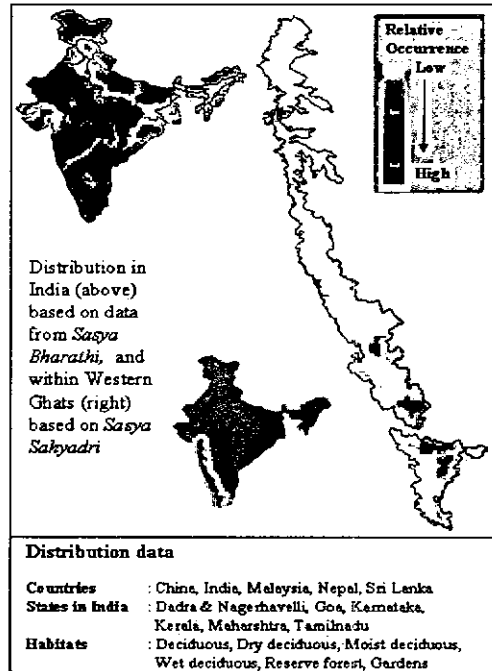 Relative
Occurrence
Low
High
Distribution in
India (above)
based on data
from Sasya
Bharathi, and
within Western
Ghats (right)
based on Sasya
Sahyadri
Distribution data
Countries : China, India, Malaysia, Nepal, Sri Lanka
States in India : Dadra & Nagerhavelli, Goa, Karnataka,
Kerala, Maharshtra, Tamilnadu
Habitats : Deciduous, Dry deciduous, Moist deciduous,
Wet deciduous, Reserve forest, Gardens